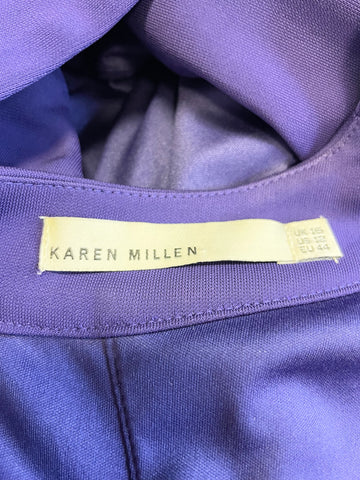 KAREN MILLEN
UK 16
US 12
EU 44